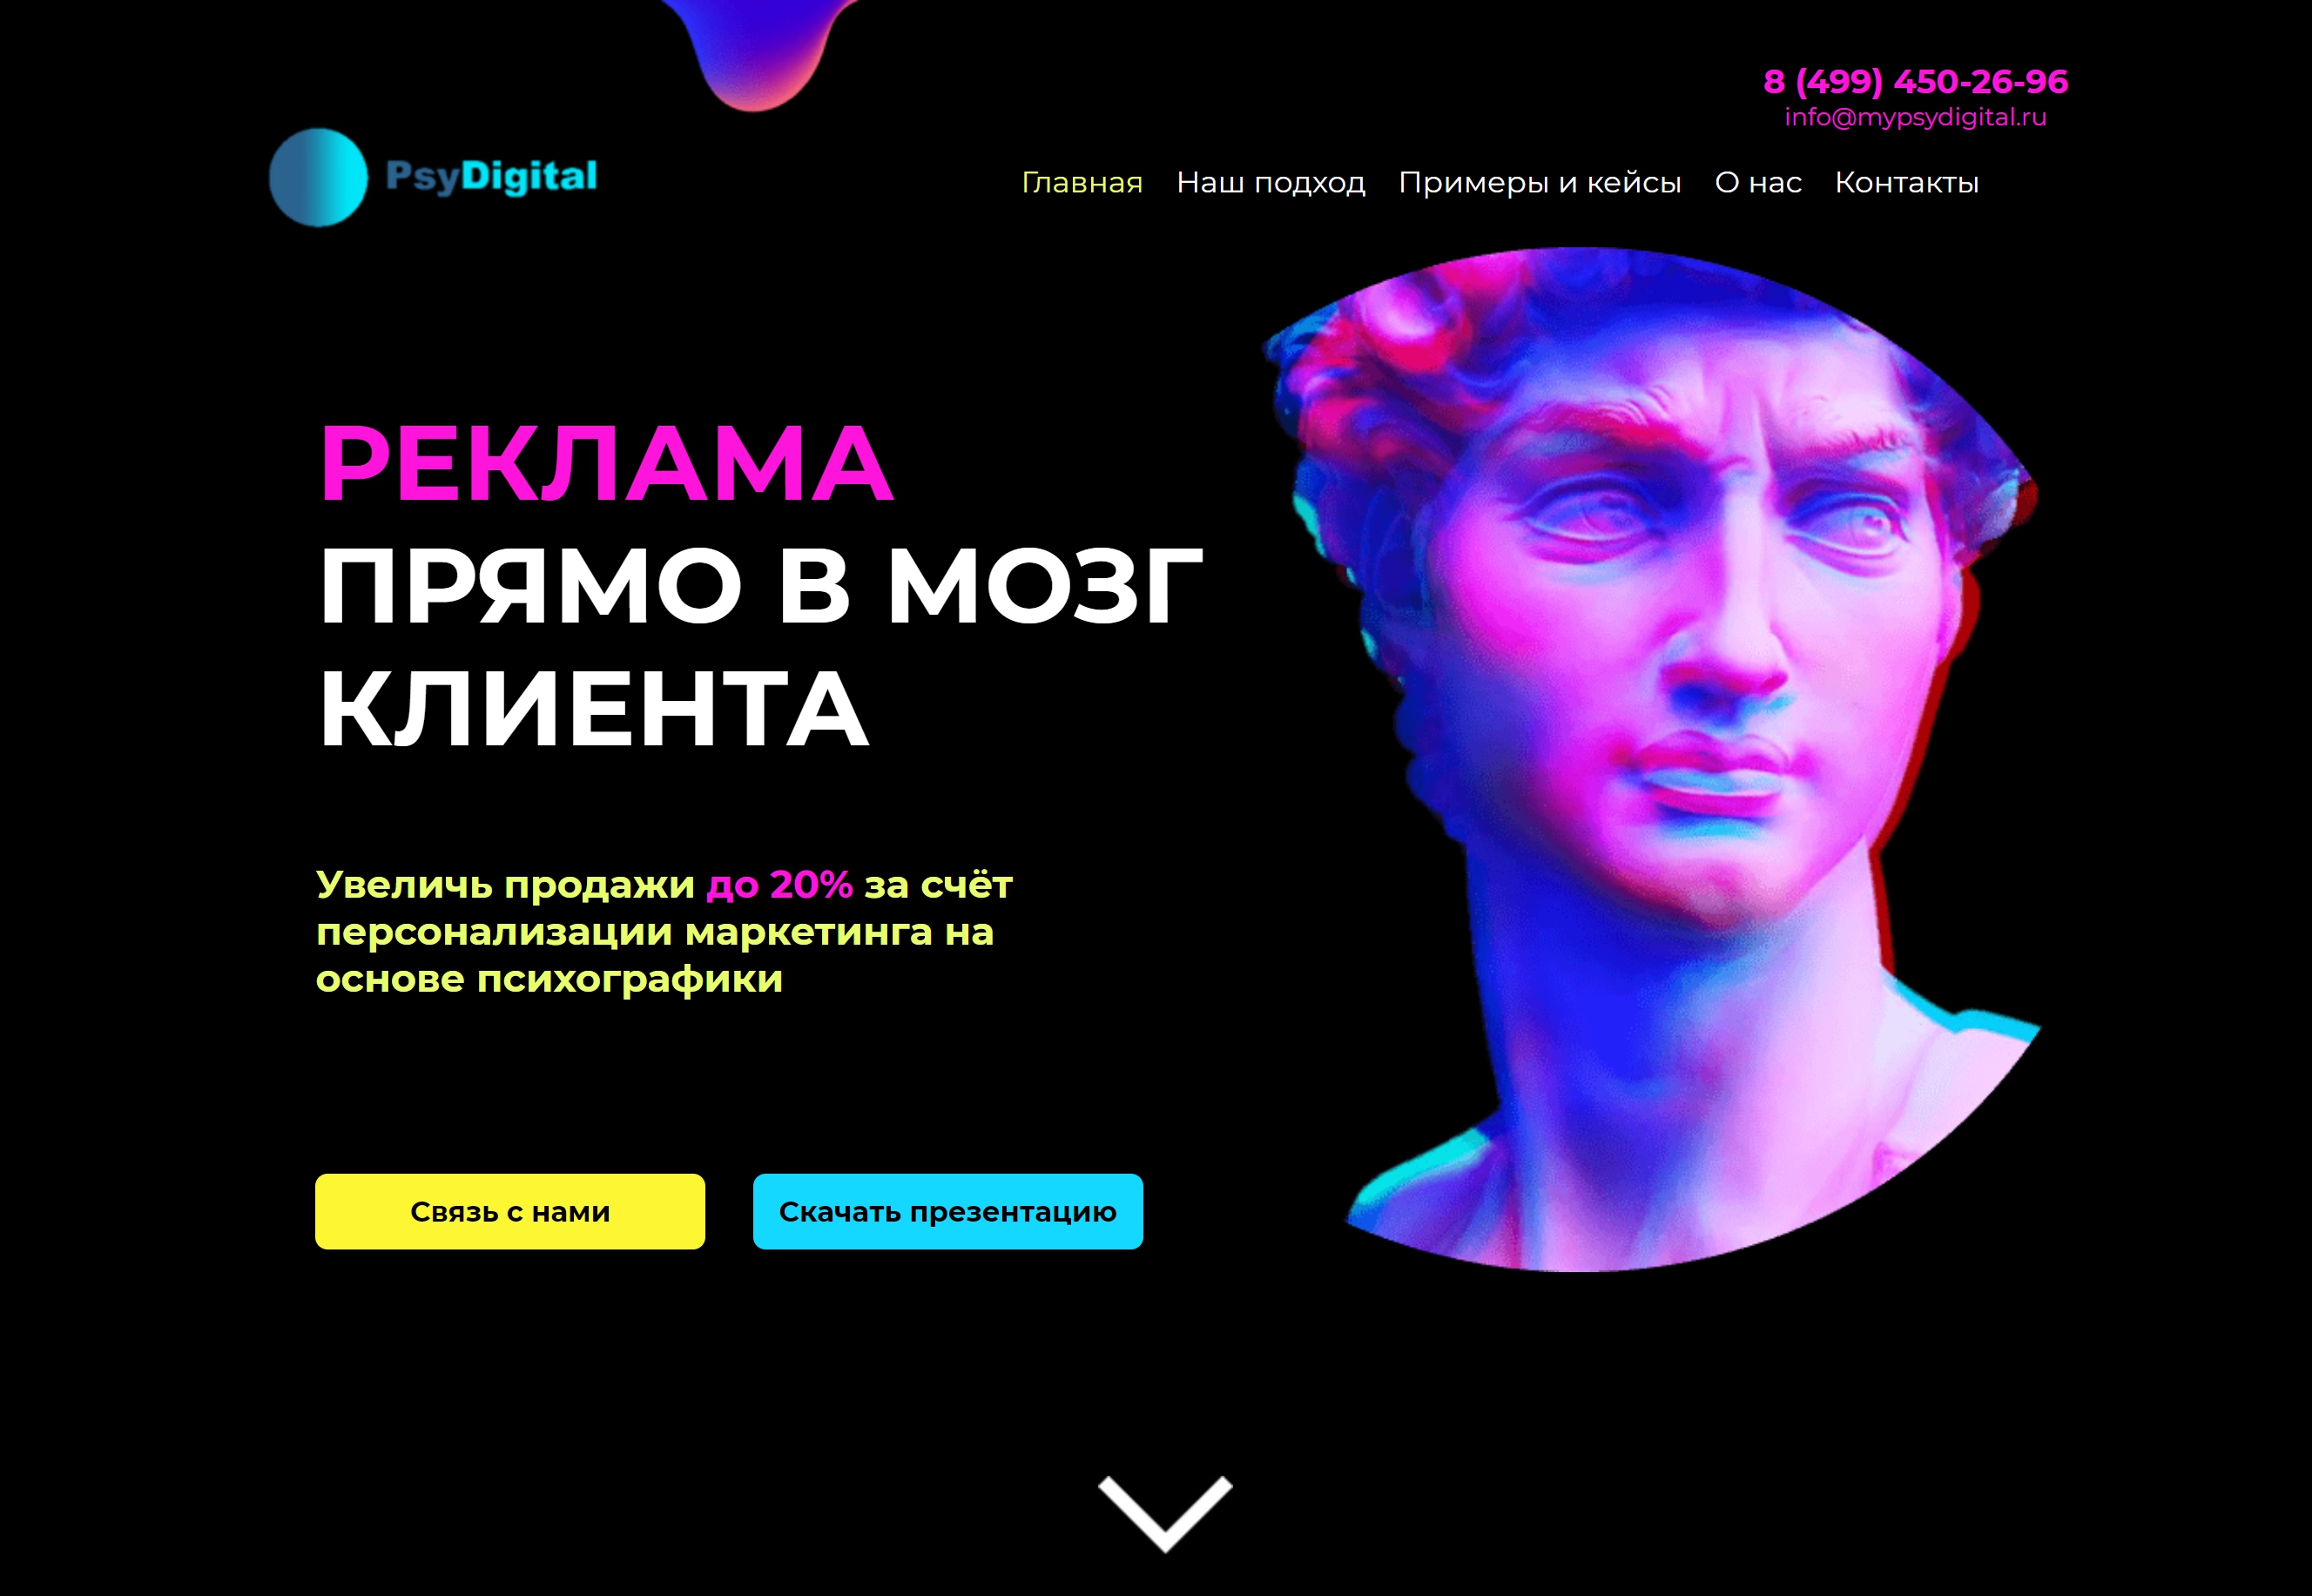 8 (499) 450-26-96
info@mypsydigital.ru
PsyDigital
Главная Наш подход Примеры и кейсы О нас Контакты
РЕКЛАМА
ПРЯМО В МОЗГ
КЛИЕНТА
Увеличь продажи до 20% за счёт
персонализации маркетинга на
основе психографики
Связь с нами
Скачать презентацию